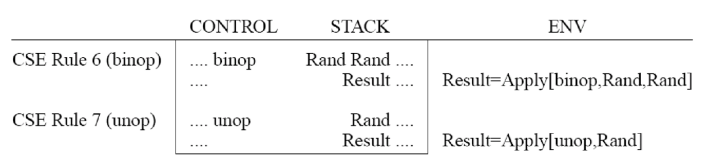 CONTROL STACK ENV
CSE Rule 6 (binop) .... binop Rand Rand ....
.... Result .... Result=Apply[binop,Rand,Rand]
CSE Rule 7 (unop) .... unop Rand ....
.... Result .... Result=Apply[unop,Rand]